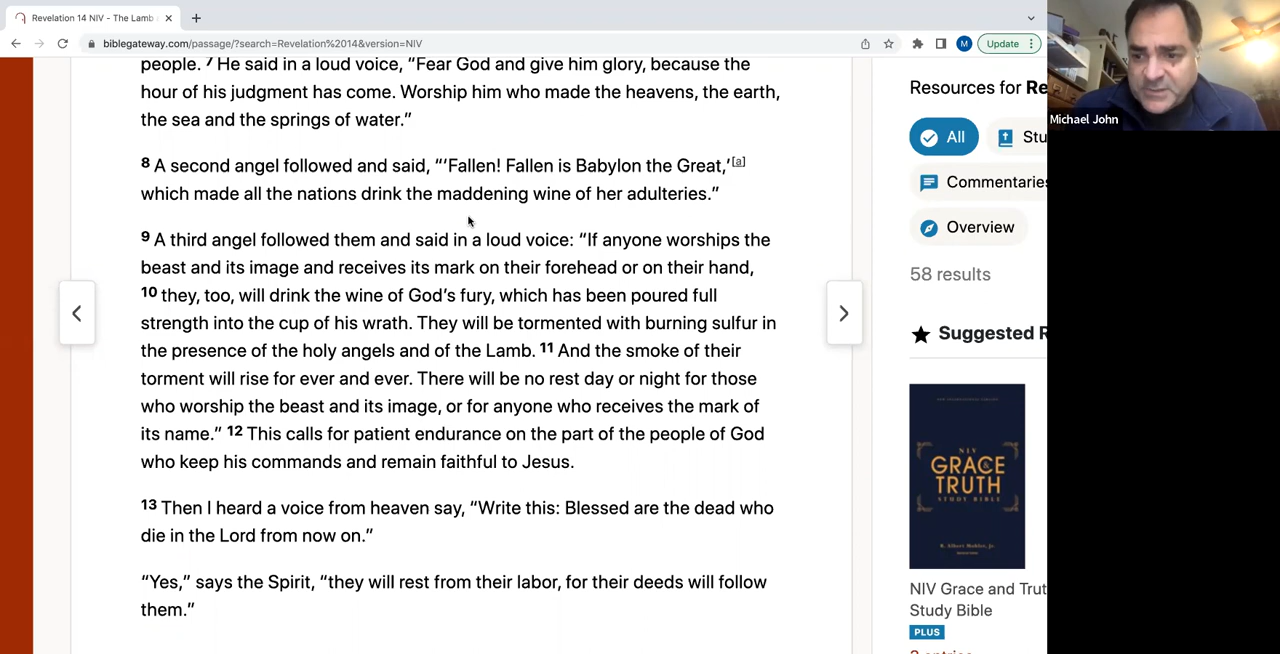 Revelation 14 NIV - The Lamb
biblegateway.com/passage/?search=Revelation%2014&version=NIV
M
Update
people. 7 He said in a loud voice, “Fear God and give him glory, because the
hour of his judgment has come. Worship him who made the heavens, the earth,
the sea and the springs of water.”
8 A second angel followed and said, “‘Fallen! Fallen is Babylon the Great,’[a]
which made all the nations drink the maddening wine of her adulteries.”
9 A third angel followed them and said in a loud voice: “If anyone worships the
beast and its image and receives its mark on their forehead or on their hand,
10 they, too, will drink the wine of God’s fury, which has been poured full
strength into the cup of his wrath. They will be tormented with burning sulfur in
the presence of the holy angels and of the Lamb. 11 And the smoke of their
torment will rise for ever and ever. There will be no rest day or night for those
who worship the beast and its image, or for anyone who receives the mark of
its name.” 12 This calls for patient endurance on the part of the people of God
who keep his commands and remain faithful to Jesus.
13 Then I heard a voice from heaven say, “Write this: Blessed are the dead who
die in the Lord from now on.”
“Yes,” says the Spirit, “they will rest from their labor, for their deeds will follow
them.”
Resources for Re
All
Stu
Commentaries
Overview
58 results
Suggested R
NIV
GRACE
&
TRUTH
STUDY BIBLE
NIV Grace and Trut
Study Bible
PLUS
Michael John